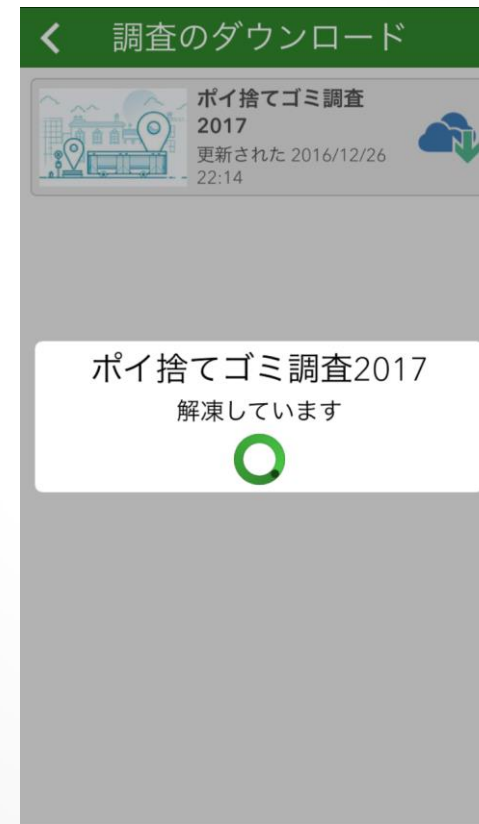 調査のダウンロード
ポイ捨てゴミ調査
2017
更新された 2016/12/26
22:14
ポイ捨てゴミ調査2017
解凍しています